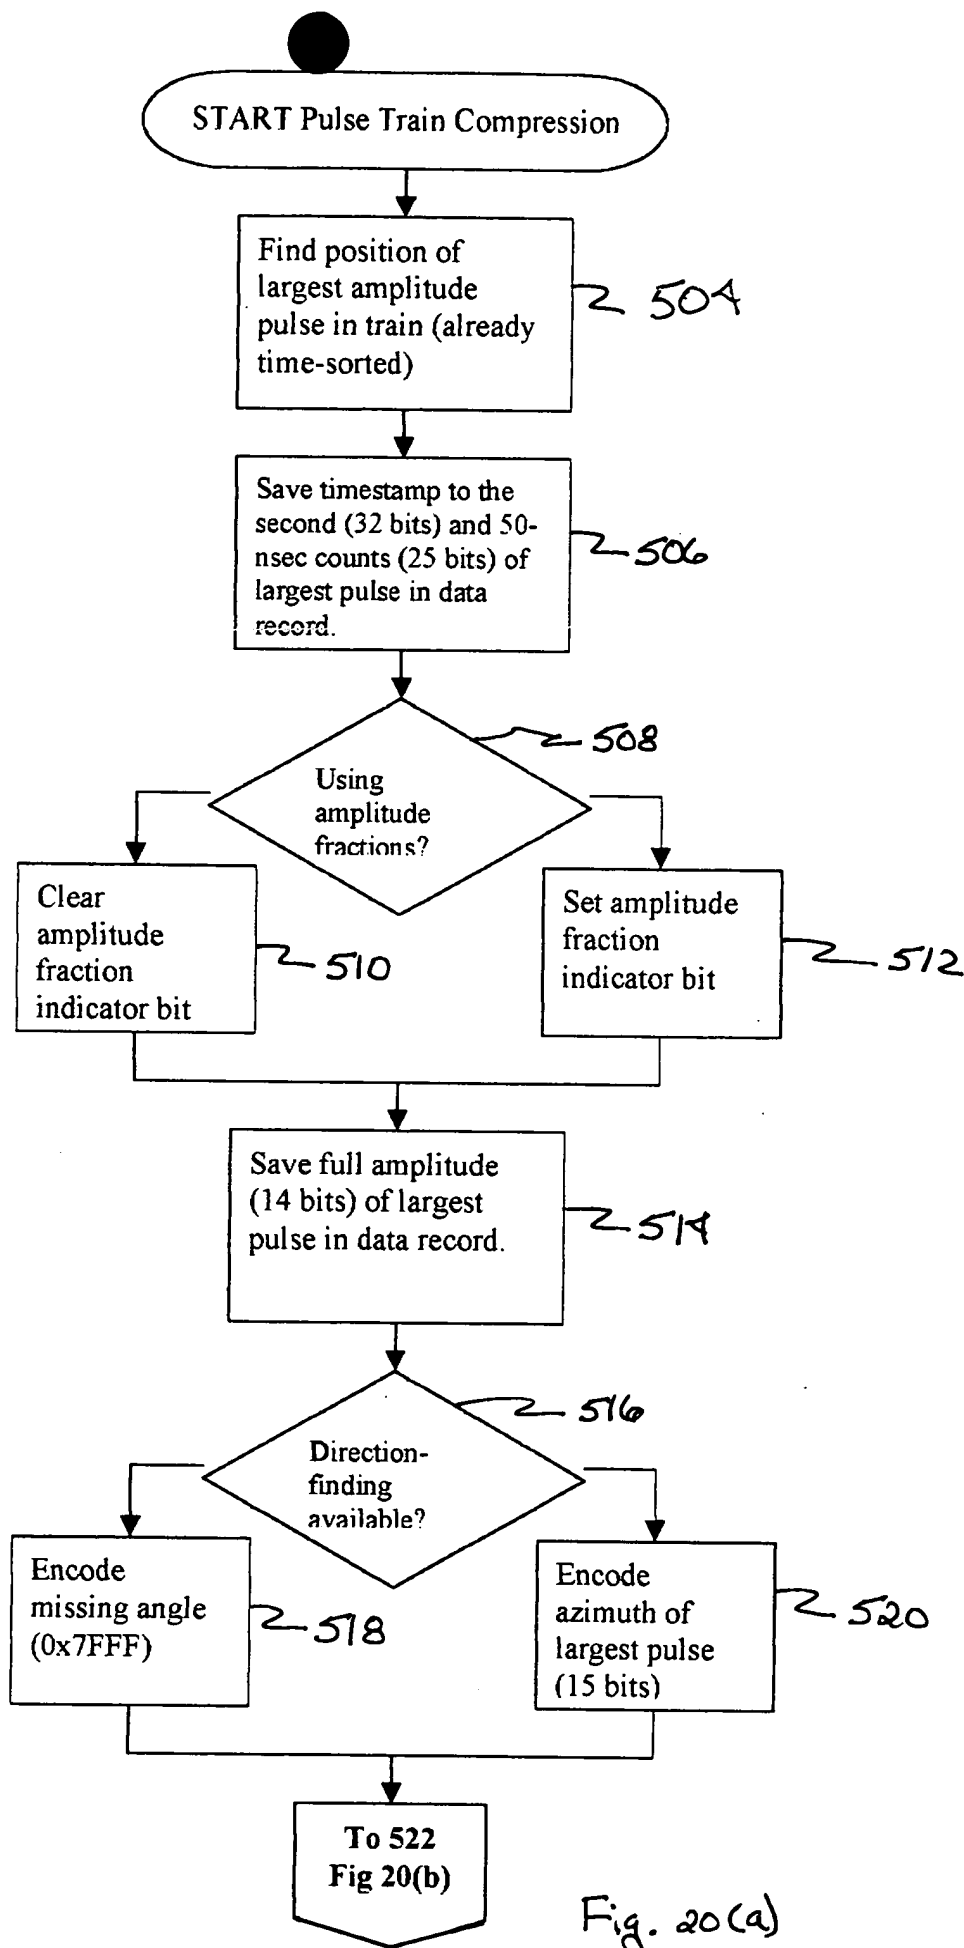 START Pulse Train Compression
Find position of
largest amplitude
pulse in train (already
time-sorted)
504
Save timestamp to the
second (32 bits) and 50-
nsec counts (25 bits) of
largest pulse in data
record.
506
508
Using
amplitude
fractions?
Clear
amplitude
fraction
indicator bit
510
Set amplitude
fraction
indicator bit
512
Save full amplitude
(14 bits) of largest
pulse in data record.
514
516
Direction-
finding
available?
Encode
missing angle
(0x7FFF)
518
Encode
azimuth of
largest pulse
(15 bits)
520
To 522
Fig 20(b)
Fig. 20(a)